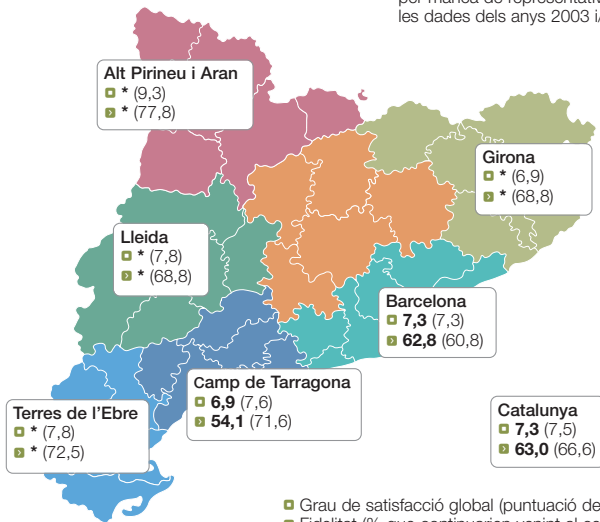 per manca de representativ
les dades dels anys 2003 i/
Alt Pirineu i Aran
* (9,3)
* (77,8)
Girona
* (6,9)
* (68,8)
Lleida
* (7,8)
* (68,8)
Barcelona
7,3 (7,3)
62,8 (60,8)
Camp de Tarragona
6,9 (7,6)
54,1 (71,6)
Terres de l'Ebre
* (7,8)
* (72,5)
Catalunya
7,3 (7,5)
63,0 (66,6)
Grau de satisfacció global (puntuació de